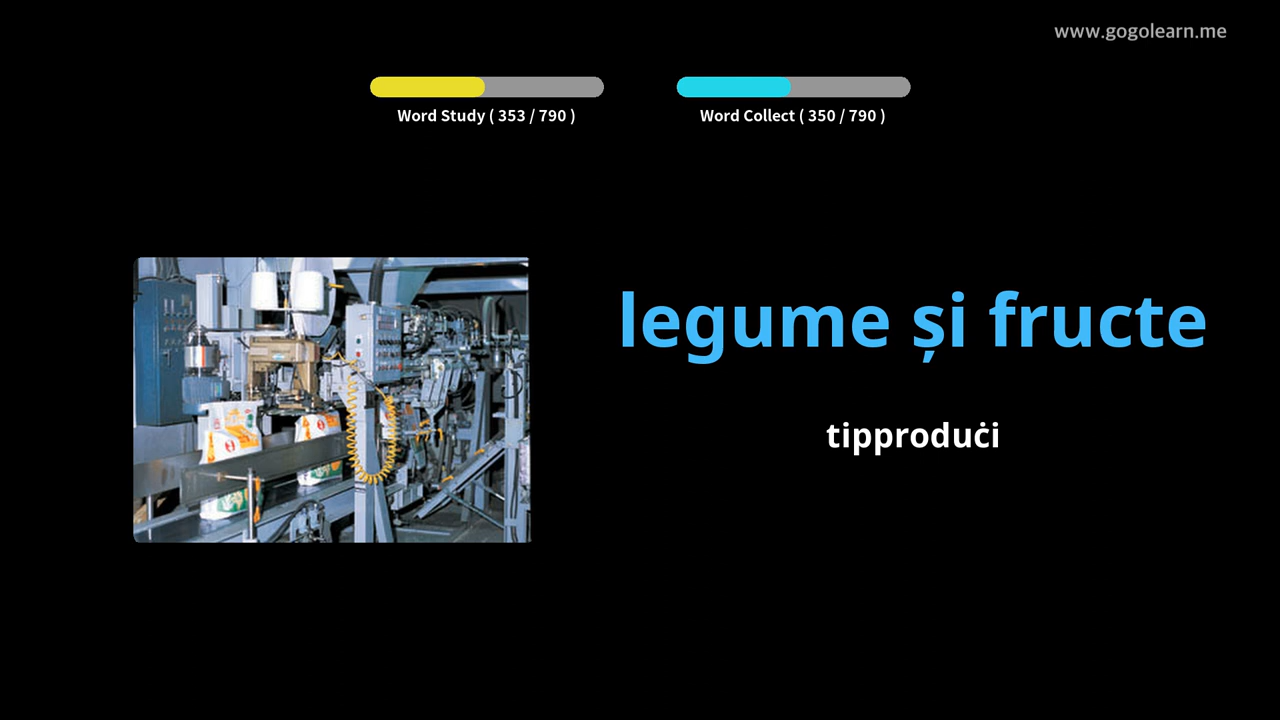 www.gogolearn.me
Word Study ( 353 / 790 )
Word Collect ( 350 / 790 )
legume și fructe
tipproduċi